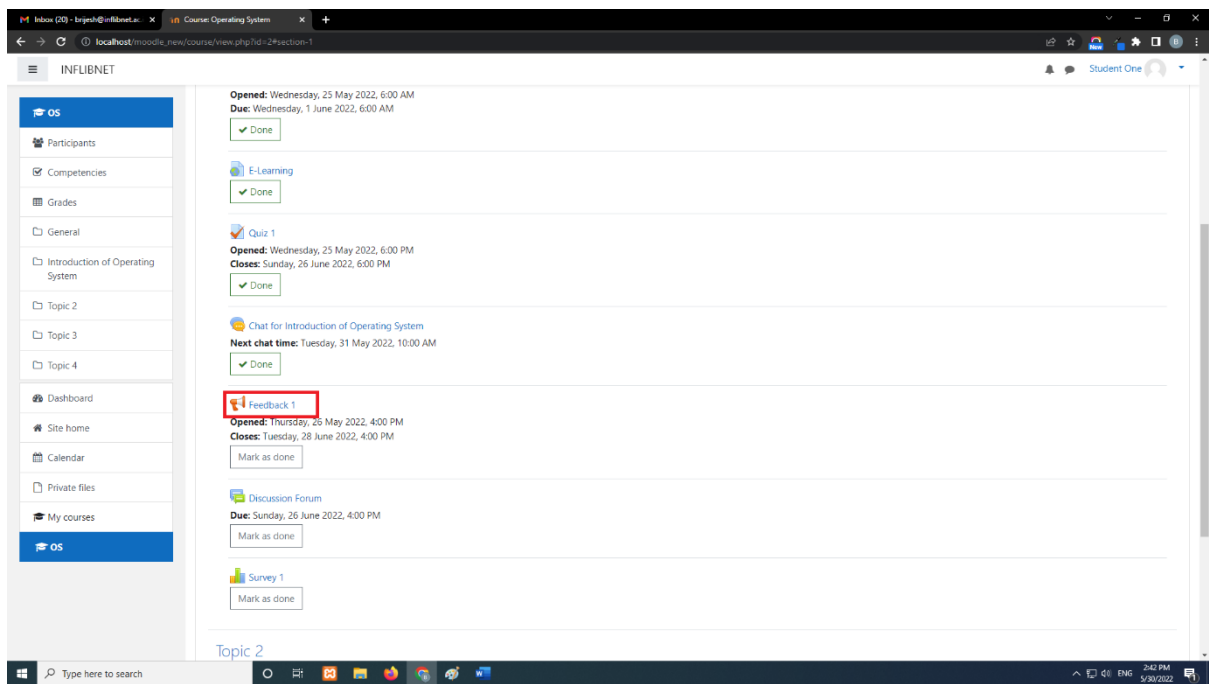 Inbox (20) - brijesh@inflibnet.ac.
Course: Operating System
localhost/moodle_new/course/view.php?id=2#section-1
New
B
INFLIBNET
Student One
OS
Participants
Competencies
Grades
General
Introduction of Operating
System
Topic 2
Topic 3
Topic 4
Dashboard
Site home
Calendar
Private files
My courses
OS
Opened: Wednesday, 25 May 2022, 6:00 AM
Due: Wednesday, 1 June 2022, 6:00 AM
Done
E-Learning
Done
Quiz 1
Opened: Wednesday, 25 May 2022, 6:00 PM
Closes: Sunday, 26 June 2022, 6:00 PM
Done
Chat for Introduction of Operating System
Next chat time: Tuesday, 31 May 2022, 10:00 AM
Done
Feedback 1
Opened: Thursday, 26 May 2022, 4:00 PM
Closes: Tuesday, 28 June 2022, 4:00 PM
Mark as done
Discussion Forum
Due: Sunday, 26 June 2022, 4:00 PM
Mark as done
Survey 1
Mark as done
Topic 2
Type here to search
ENG
2:42 PM
5/30/2022